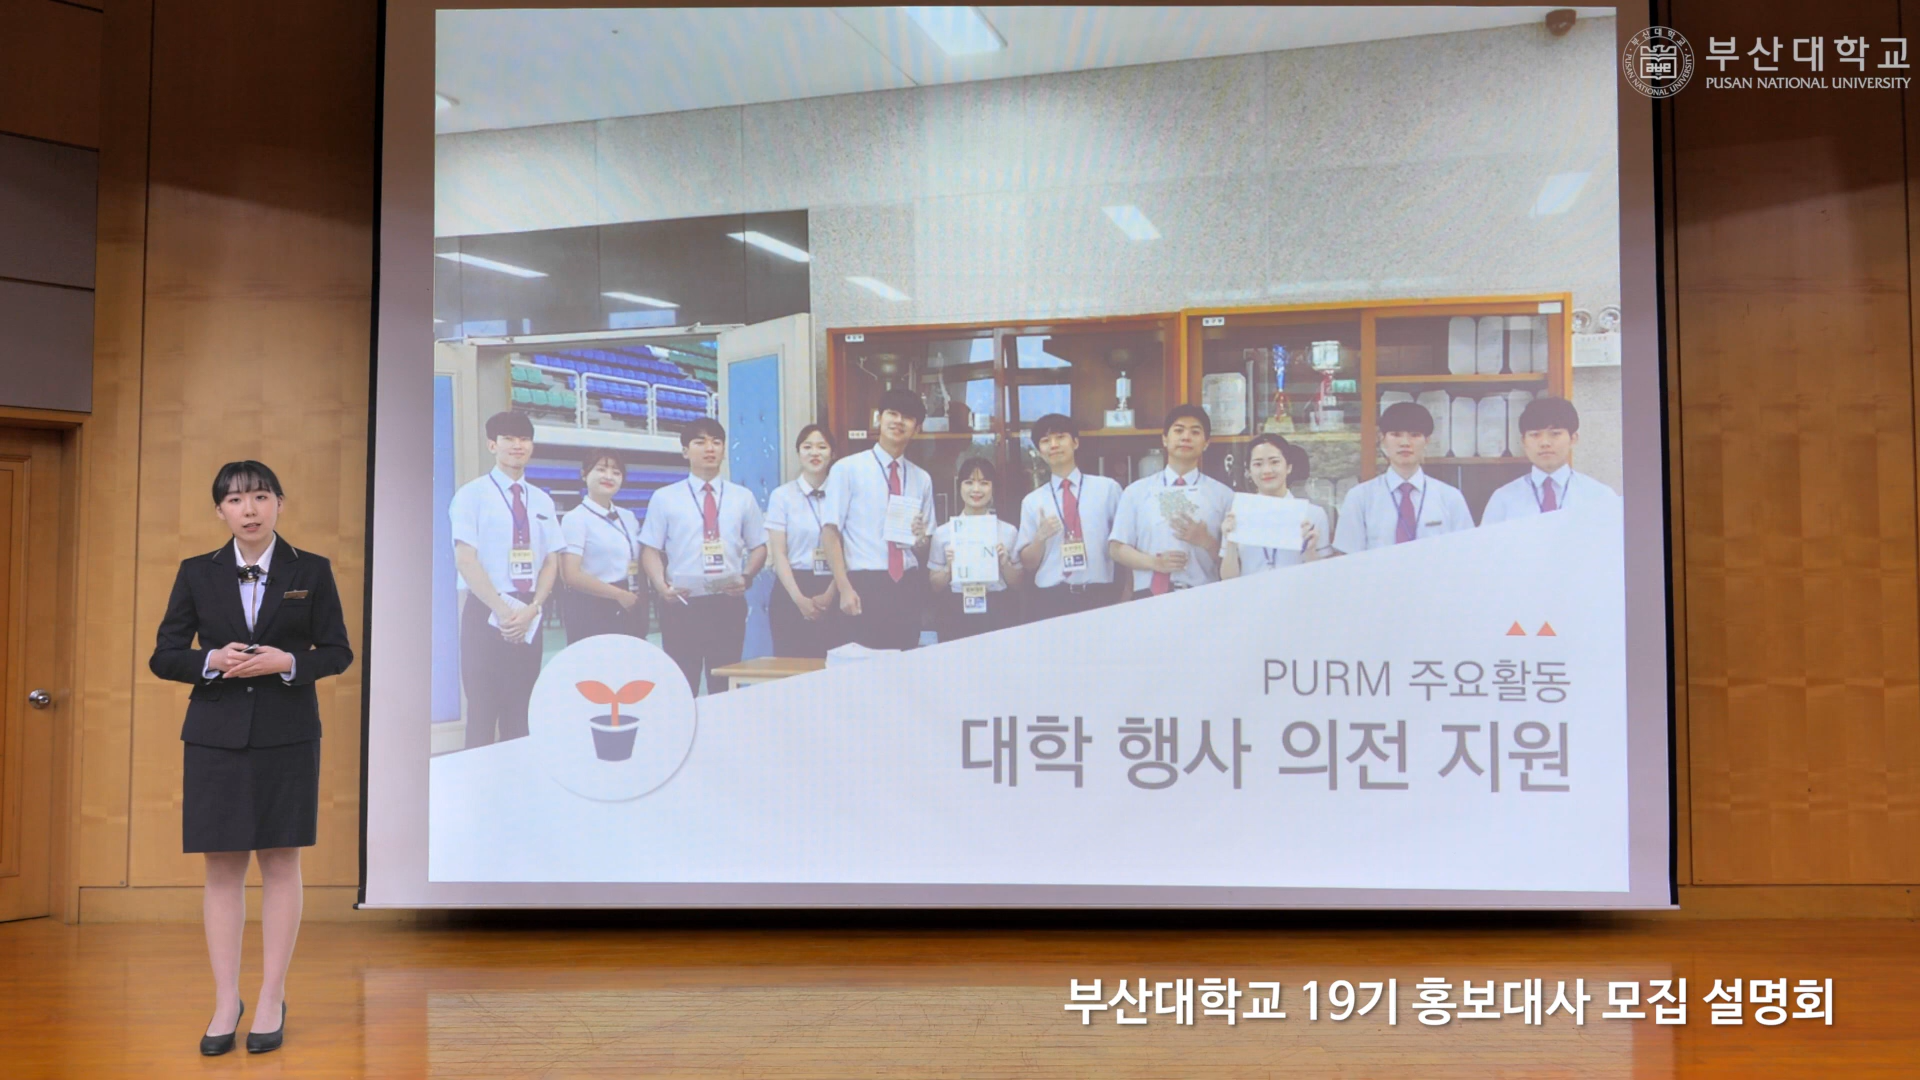 부산대학교
PUSAN NATIONAL UNIVERSITY
P
N
U
PURM 주요활동
대학 행사 의전 지원
부산대학교 19기 홍보대사 모집 설명회